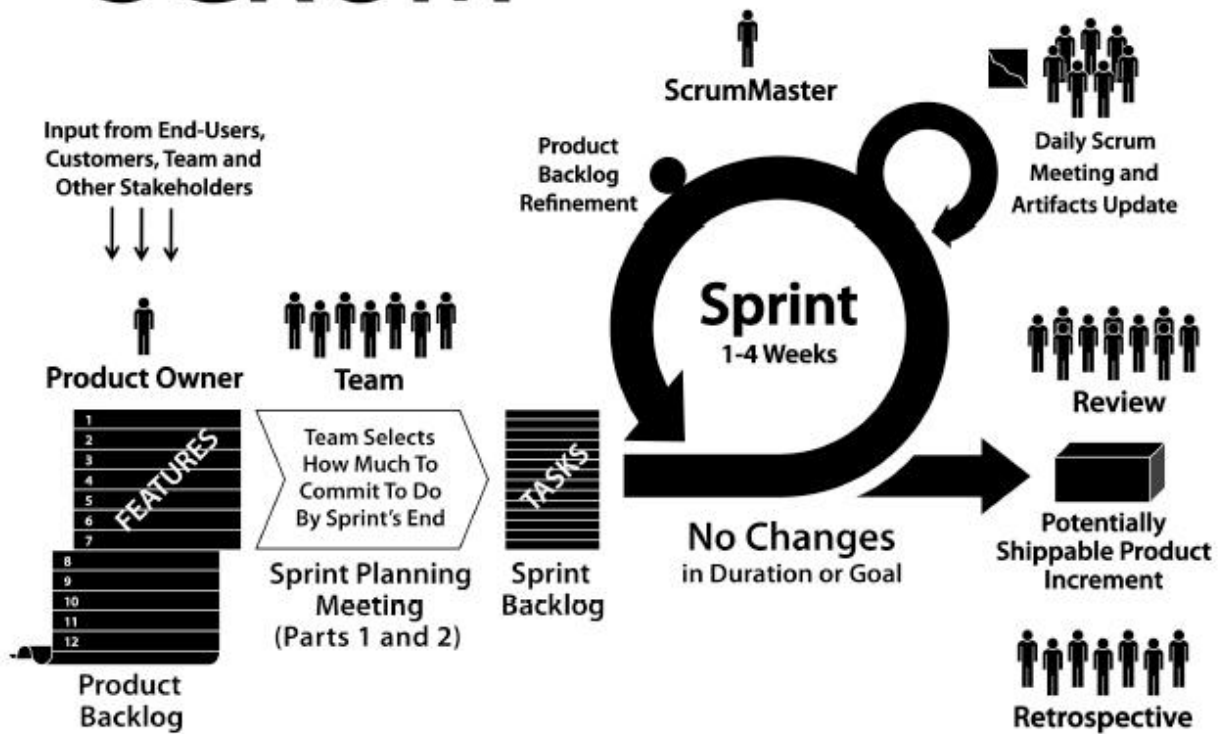 SCRUM
ScrumMaster
Input from End-Users,
Customers, Team and
Other Stakeholders
Product
Backlog
Refinement
Daily Scrum
Meeting and
Artifacts Update
Product Owner
Team
Sprint
1-4 Weeks
Review
1
2
3
4
5
6
7
FEATURES
8
9
10
11
12
Product
Backlog
Team Selects
How Much To
Commit To Do
By Sprint's End
Sprint Planning
Meeting
(Parts 1 and 2)
TASKS
Sprint
Backlog
No Changes
in Duration or Goal
Potentially
Shippable Product
Increment
Retrospective